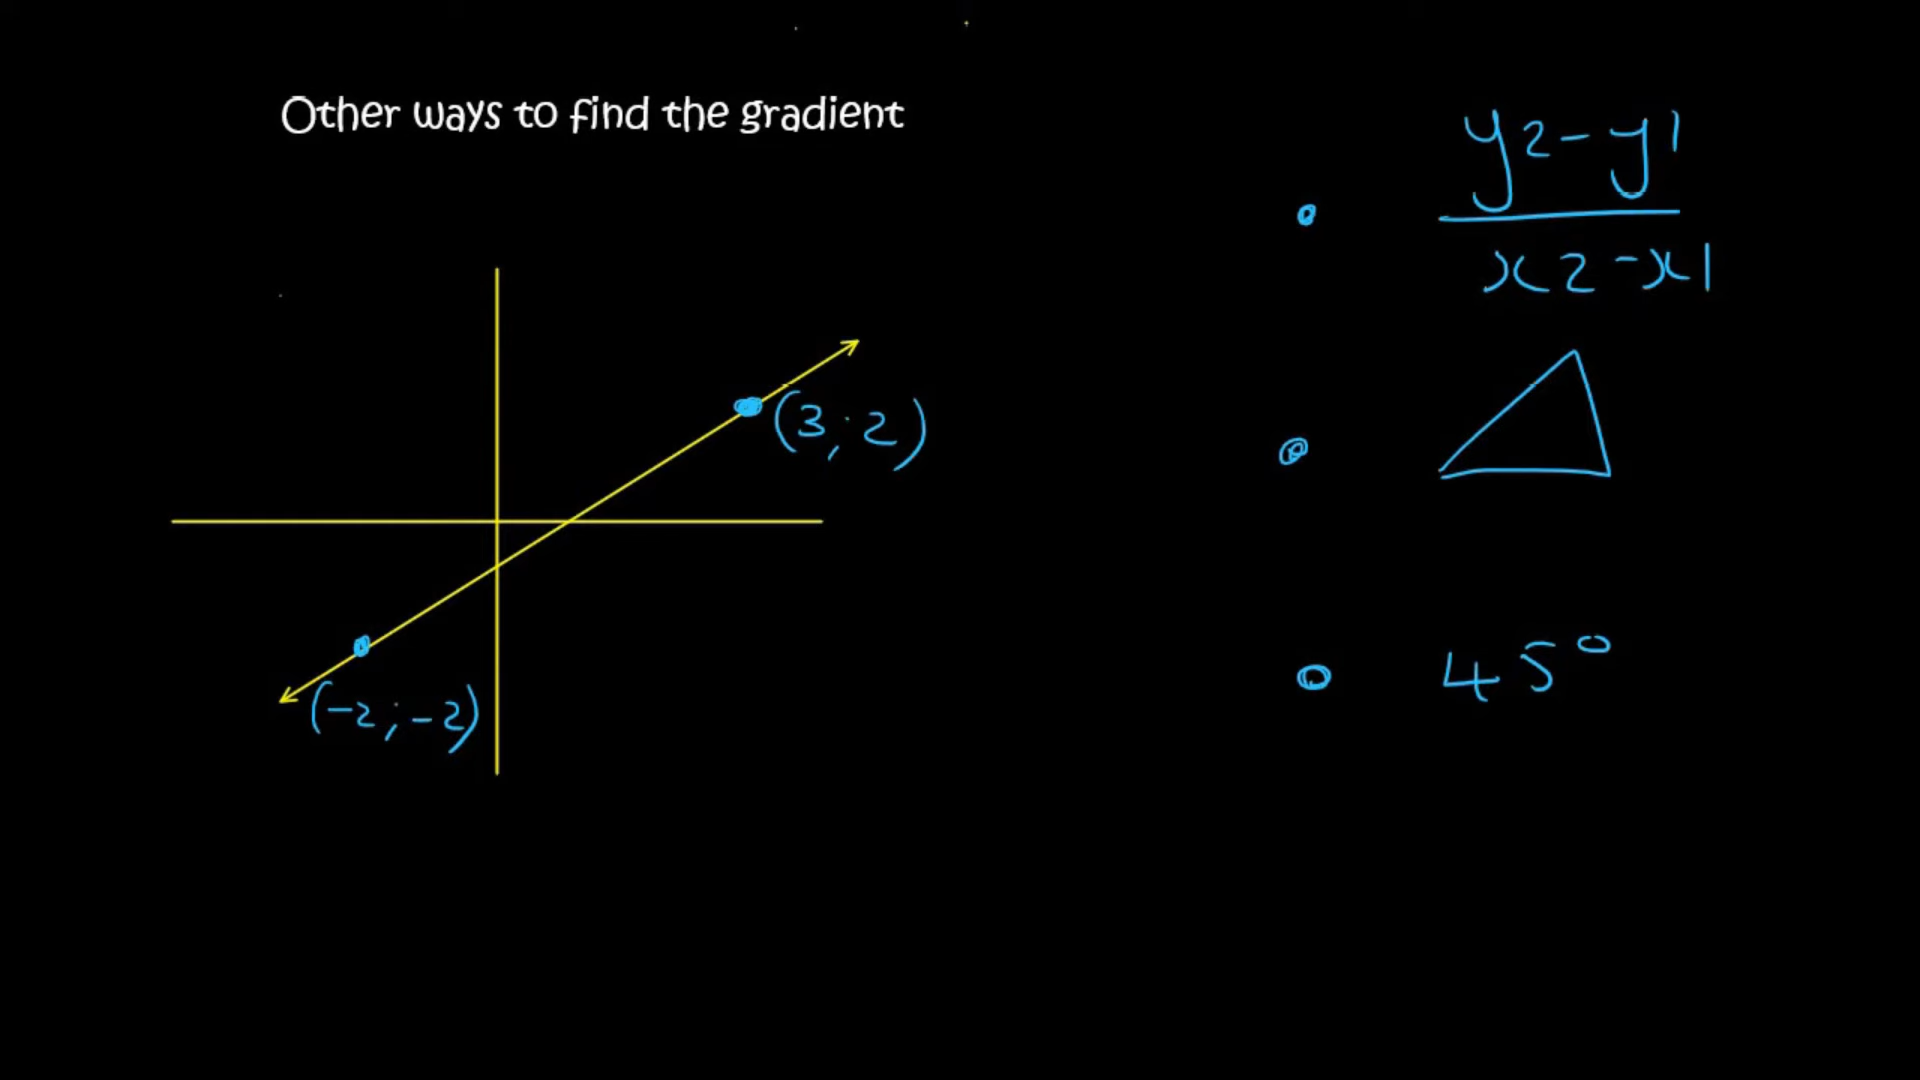 Other ways to find the gradient
y2-y1
x2-x1
(3;2)
(-2;-2)
45°